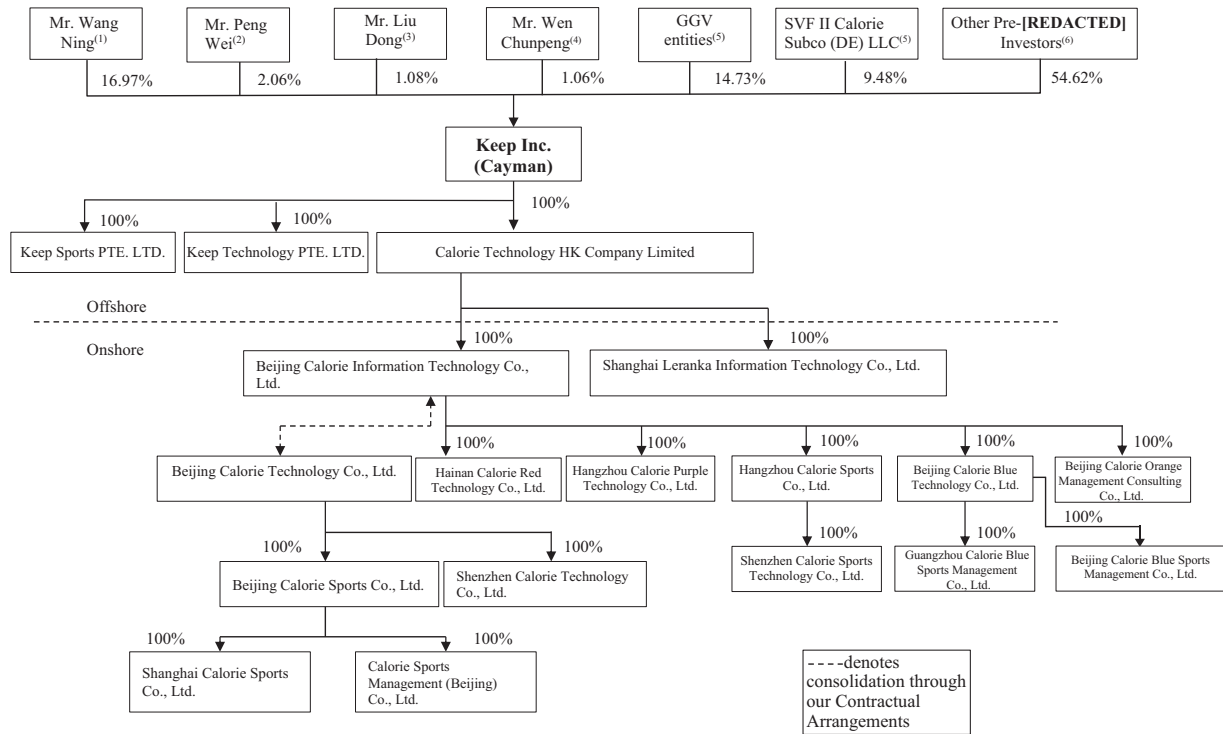 Mr. Wang
Ning(1)
Mr. Peng
Wei(2)
Mr. Liu
Dong(3)
Mr. Wen
Chunpeng(4)
GGV
entities(5)
SVF II Calorie
Subco (DE) LLC(5)
Other Pre-[REDACTED]
Investors(6)
16.97%
2.06%
1.08%
1.06%
14.73%
9.48%
54.62%
Keep Inc.
(Cayman)
100%
100%
100%
Keep Sports PTE. LTD.
Keep Technology PTE. LTD.
Calorie Technology HK Company Limited
Offshore
Onshore
100%
100%
Beijing Calorie Information Technology Co.,
Ltd.
Shanghai Leranka Information Technology Co., Ltd.
100%
100%
100%
100%
100%
Beijing Calorie Technology Co., Ltd.
Hainan Calorie Red
Technology Co., Ltd.
Hangzhou Calorie Purple
Technology Co., Ltd.
Hangzhou Calorie Sports
Co., Ltd.
Beijing Calorie Blue
Technology Co., Ltd.
Beijing Calorie Orange
Management Consulting
Co., Ltd.
100%
100%
100%
100%
100%
Beijing Calorie Sports Co., Ltd.
Shenzhen Calorie Technology
Co., Ltd.
Shenzhen Calorie Sports
Technology Co., Ltd.
Guangzhou Calorie Blue
Sports Management
Co., Ltd.
Beijing Calorie Blue Sports
Management Co., Ltd.
100%
100%
Shanghai Calorie Sports
Co., Ltd.
Calorie Sports
Management (Beijing)
Co., Ltd.
----denotes
consolidation through
our Contractual
Arrangements